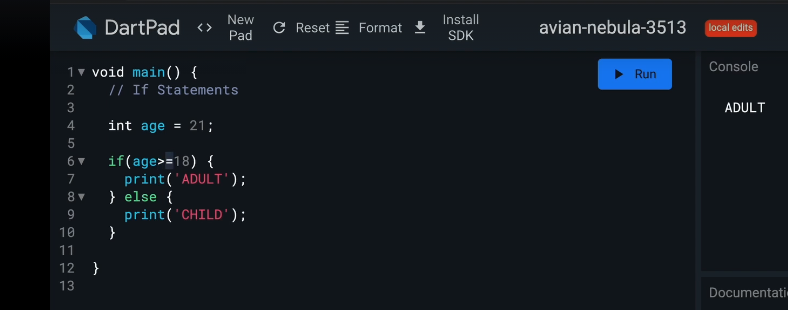 DartPad <> New Pad Reset Format Install SDK avian-nebula-3513 local edits
Run
Console
ADULT
1 void main() {
2 // If Statements
3
4 int age = 21;
5
6 if(age>=18) {
7 print('ADULT');
8 } else {
9 print('CHILD');
10 }
11
12 }
13
Documentati